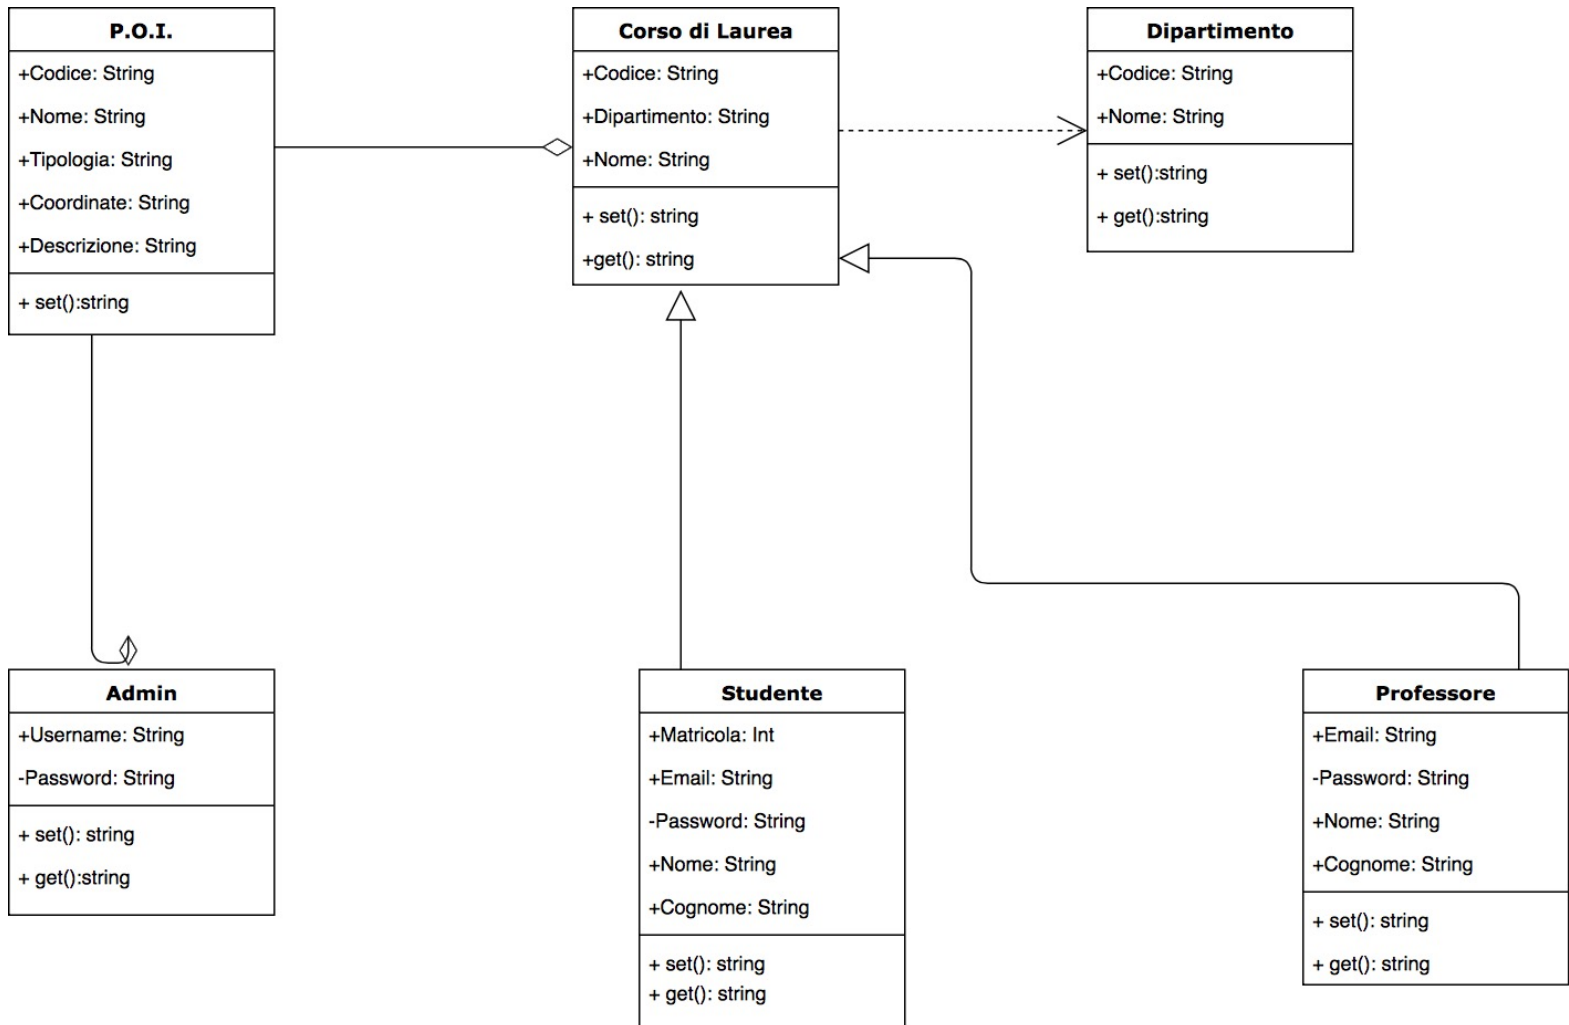 P.O.I.
+Codice: String
+Nome: String
+Tipologia: String
+Coordinate: String
+Descrizione: String
+ set():string
Corso di Laurea
+Codice: String
+Dipartimento: String
+Nome: String
+ set(): string
+get(): string
Dipartimento
+Codice: String
+Nome: String
+ set():string
+ get():string
Admin
+Username: String
-Password: String
+ set(): string
+ get():string
Studente
+Matricola: Int
+Email: String
-Password: String
+Nome: String
+Cognome: String
+ set(): string
+ get(): string
Professore
+Email: String
-Password: String
+Nome: String
+Cognome: String
+ set(): string
+ get(): string